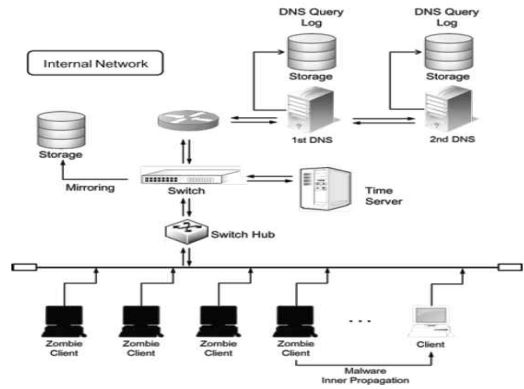 DNS Query
Log
DNS Query
Log
Internal Network
Storage
Storage
1st DNS
2nd DNS
Storage
Mirroring
Switch
Time
Server
Switch Hub
Zombie
Client
Zombie
Client
Zombie
Client
Zombie
Client
. . .
Client
Malware
Inner Propagation